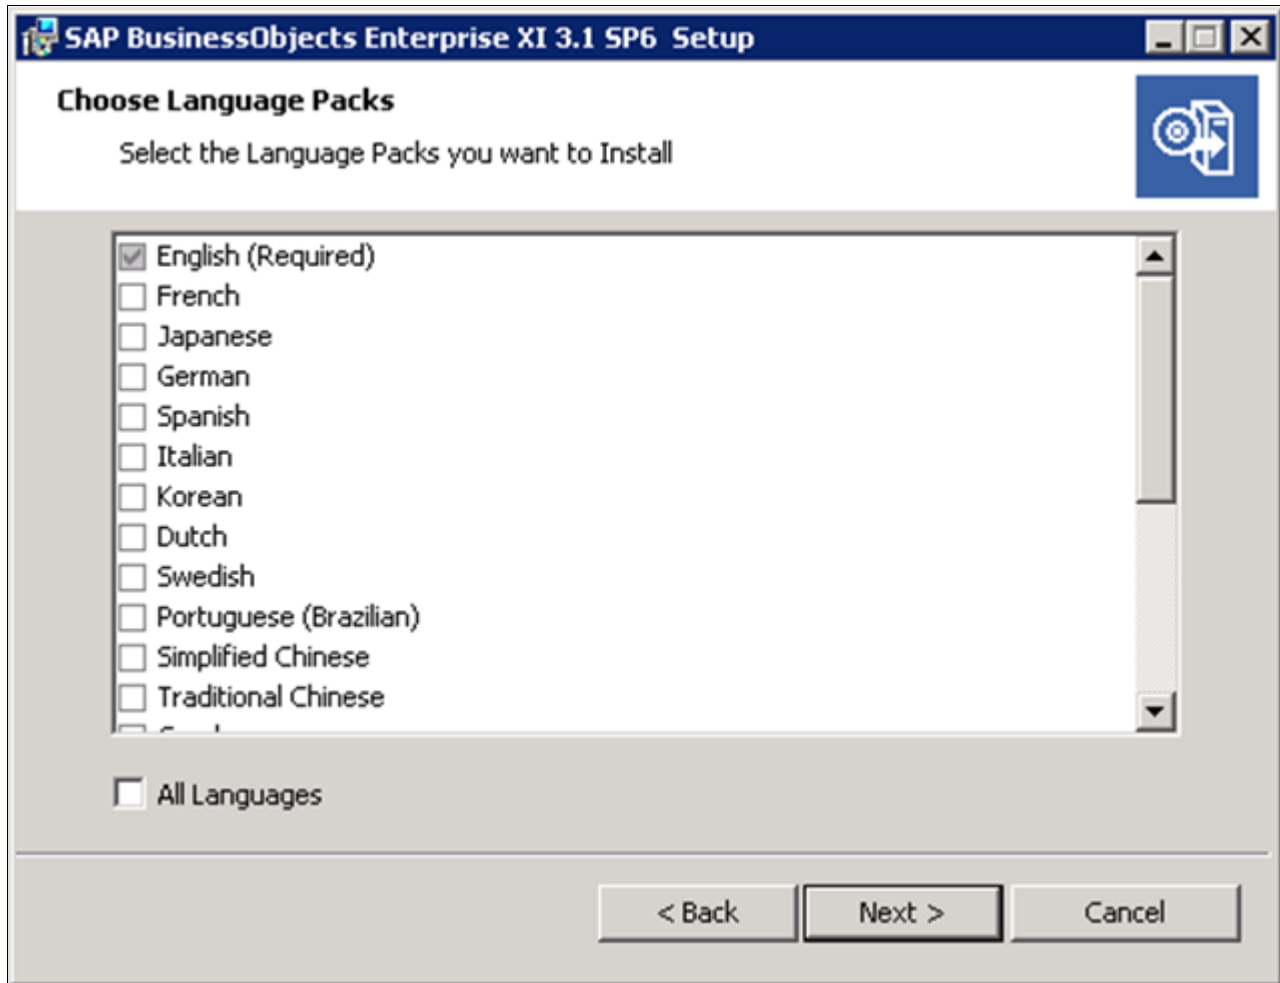 SAP BusinessObjects Enterprise XI 3.1 SP6 Setup
Choose Language Packs
Select the Language Packs you want to Install
English (Required)
French
Japanese
German
Spanish
Italian
Korean
Dutch
Swedish
Portuguese (Brazilian)
Simplified Chinese
Traditional Chinese
All Languages
< Back
Next >
Cancel